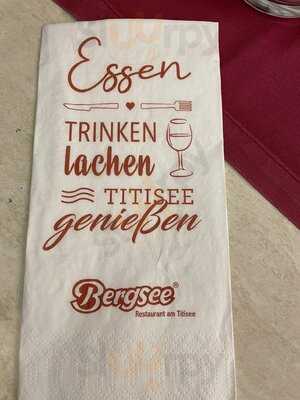 Essen
TRINKEN
lachen
TITISEE
genießen
Bergsee®
Restaurant am Titisee